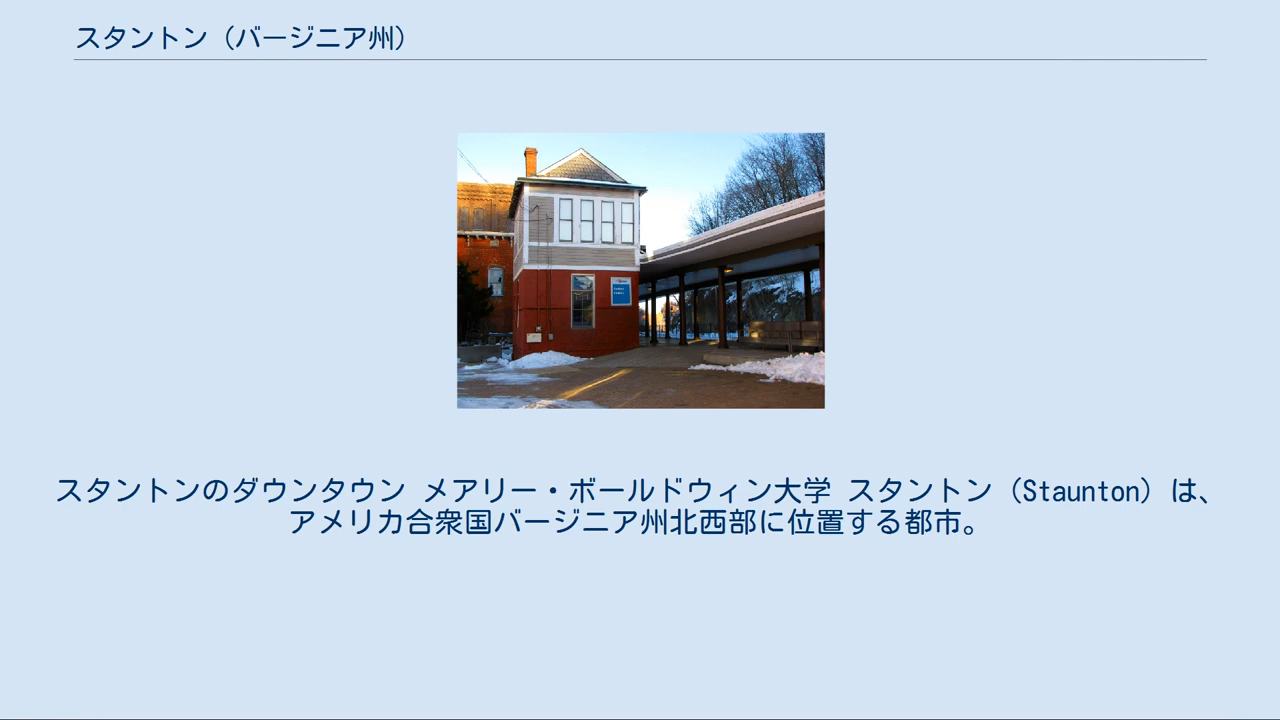 スタントン（バージニア州）
スタントンのダウンタウン メアリー・ボールドウィン大学 スタントン（Staunton）は、
アメリカ合衆国バージニア州北西部に位置する都市。